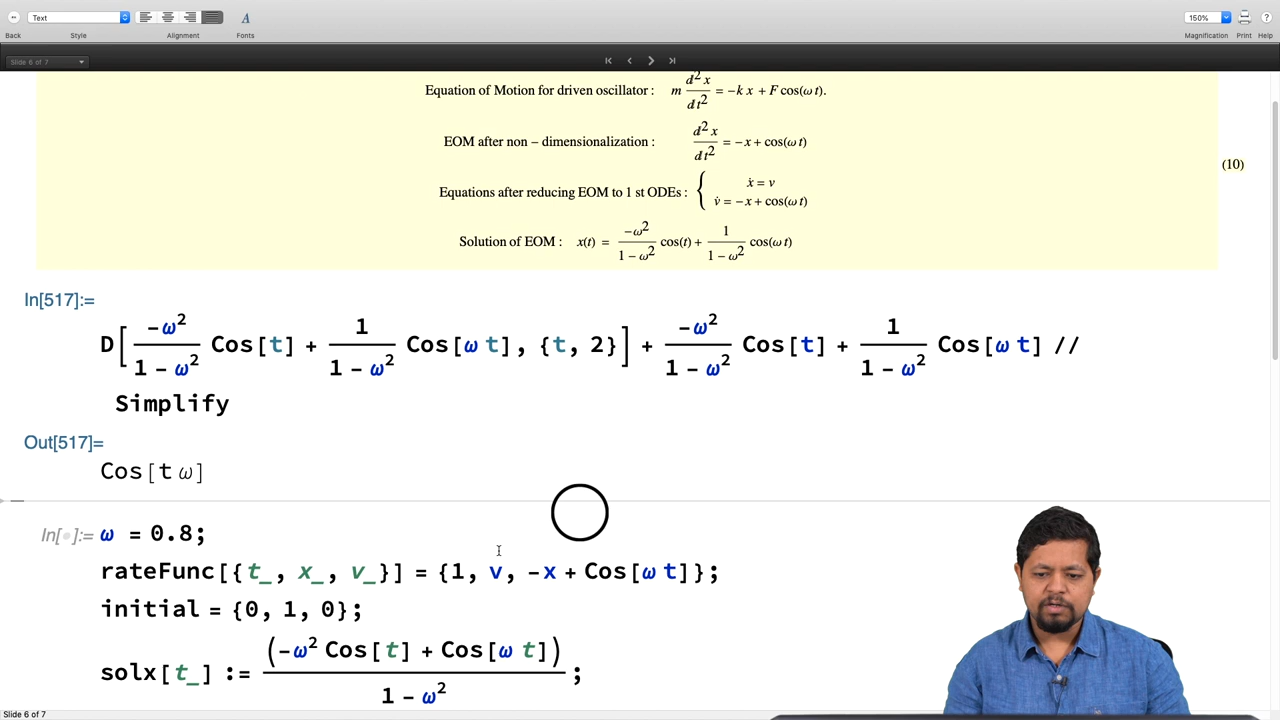 Text
150%
Back Style Alignment Fonts Magnification Print Help
Slide 6 of 7
Equation of Motion for driven oscillator : m d²x/dt² = −k x + F cos(ω t).
EOM after non − dimensionalization : d²x/dt² = −x + cos(ω t)
(10)
Equations after reducing EOM to 1 st ODEs : { ẋ = v
v̇ = −x + cos(ω t)
Solution of EOM : x(t) = −ω²/(1 − ω²) cos(t) + 1/(1 − ω²) cos(ω t)
In[517]:=
D[−ω²/(1 − ω²) Cos[t] + 1/(1 − ω²) Cos[ω t], {t, 2}] + −ω²/(1 − ω²) Cos[t] + 1/(1 − ω²) Cos[ω t] //
Simplify
Out[517]=
Cos[t ω]
In[•]:= ω = 0.8;
rateFunc[{t_, x_, v_}] = {1, v, −x + Cos[ω t]};
initial = {0, 1, 0};
solx[t_] := (−ω² Cos[t] + Cos[ω t])/(1 − ω²);
Slide 6 of 7